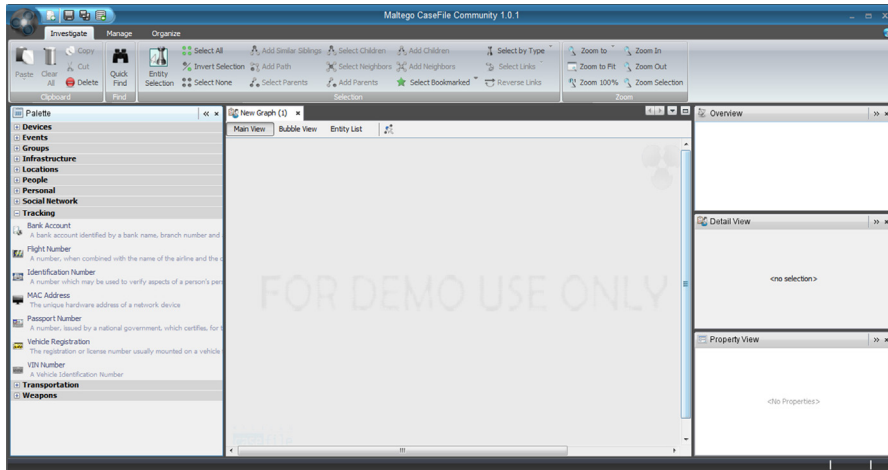 Maltego CaseFile Community 1.0.1
Investigate Manage Organize
Paste
Clear All
Copy
Cut
Delete
Clipboard
Quick Find
Find
Entity Selection
Select All
Invert Selection
Select None
Add Similar Siblings
Add Path
Select Parents
Select Children
Select Neighbors
Add Parents
Add Children
Add Neighbors
Select Bookmarked
Select by Type
Select Links
Reverse Links
Selection
Zoom to
Zoom to Fit
Zoom 100%
Zoom In
Zoom Out
Zoom Selection
Zoom
Palette
Devices
Events
Groups
Infrastructure
Locations
People
Personal
Social Network
Tracking
Bank Account
A bank account identified by a bank name, branch number and
Flight Number
A number, when combined with the name of the airline and the
Identification Number
A number which may be used to verify aspects of a person's
MAC Address
The unique hardware address of a network device
Passport Number
A number, issued by a national government, which certifies, for
Vehicle Registration
The registration or license number usually mounted on a vehicle
VIN Number
A Vehicle Identification Number
Transportation
Weapons
New Graph (1)
Main View Bubble View Entity List
FOR DEMO USE ONLY
Overview
Detail View
<no selection>
Property View
<No Properties>